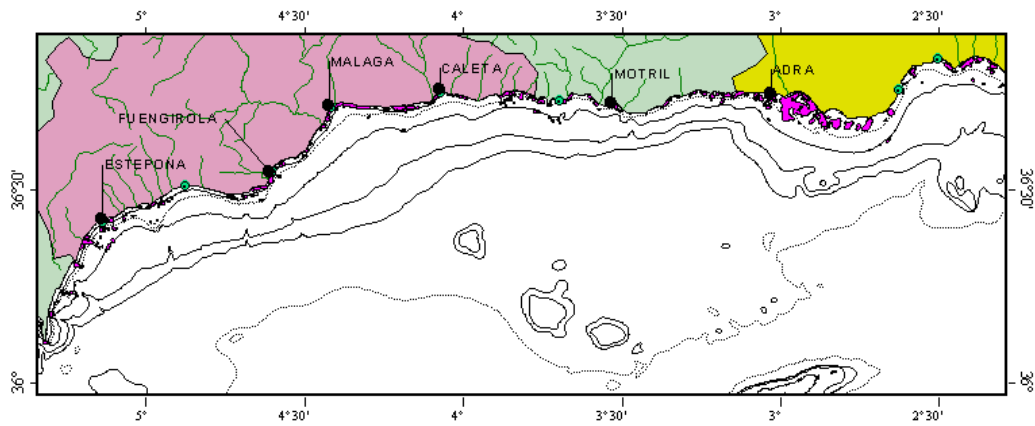 5° 4°30' 4° 3°30' 3° 2°30'
MALAGA
CALETA
MOTRIL
ADRA
FUENGIROLA
ESTEPONA
36°30' 36°30'
36° 36°
5° 4°30' 4° 3°30' 3° 2°30'